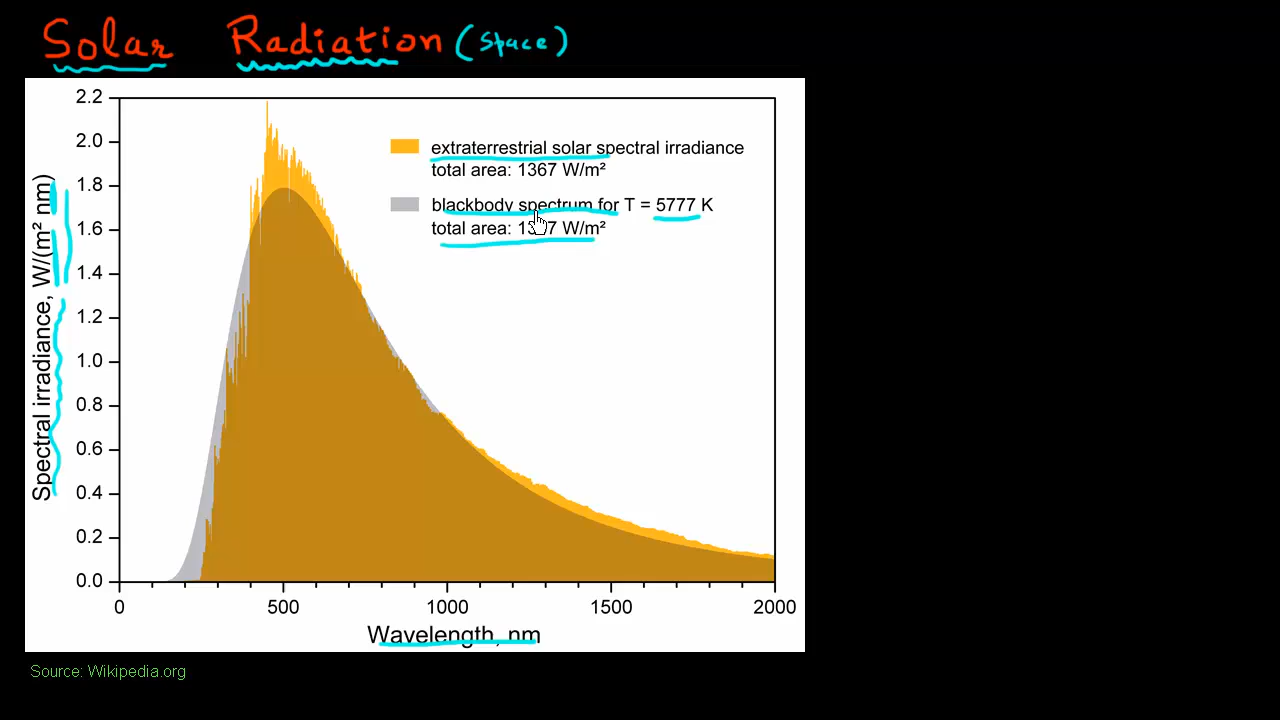 Solar Radiation (space)
2.2
2.0
1.8
1.6
1.4
1.2
1.0
0.8
0.6
0.4
0.2
0.0
Spectral irradiance, W/(m² nm)
extraterrestrial solar spectral irradiance
total area: 1367 W/m²
blackbody spectrum for T = 5777 K
total area: W/m²
0 500 1000 1500 2000
Wavelength, nm
Source: Wikipedia.org